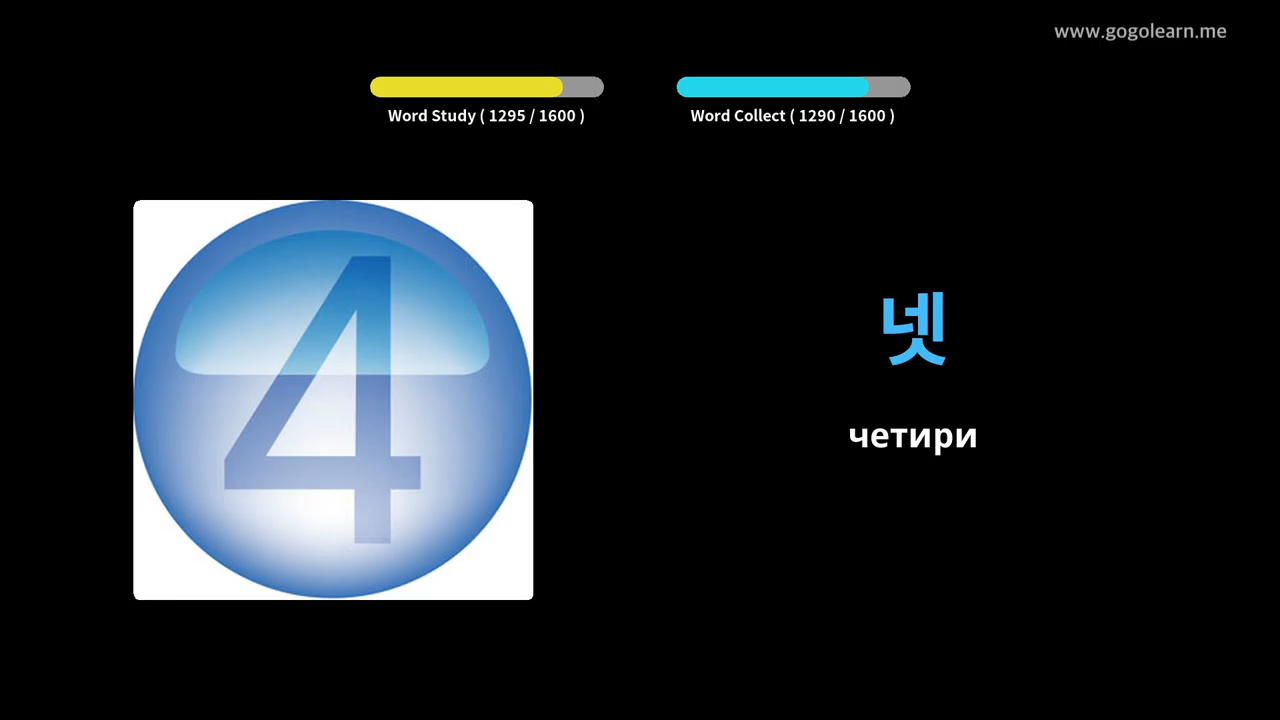 www.gogolearn.me
Word Study ( 1295 / 1600 )
Word Collect ( 1290 / 1600 )
4
넷
четири